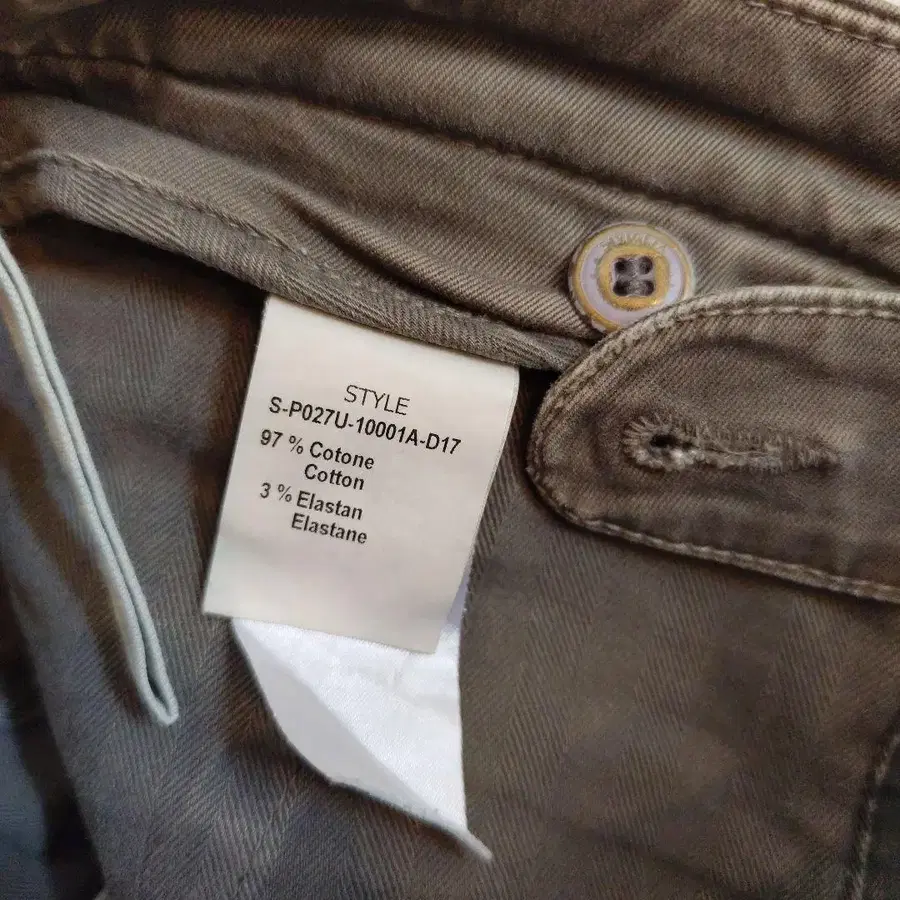 STYLE
S-P027U-10001A-D17
97 % Cotone
Cotton
3 % Elastan
Elastane